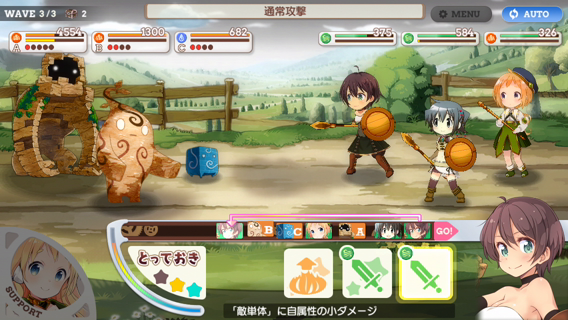 WAVE 3/3 2
通常攻撃
MENU
AUTO
4554
A
1300
B
682
C
375
584
326
B C A GO!
とっておき
SUPPORT
「敵単体」に自属性の小ダメージ